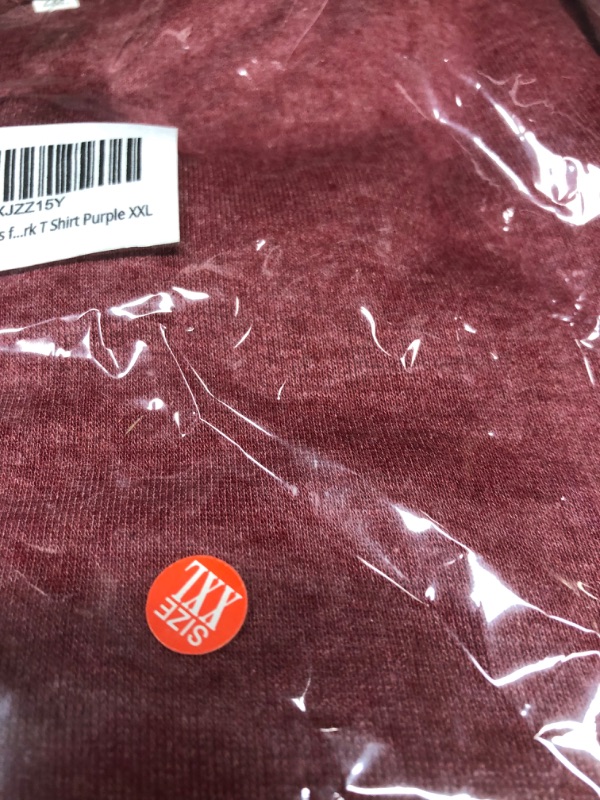 KJZZ15Y
s f...rk T Shirt Purple XXL
SIZE
XXL